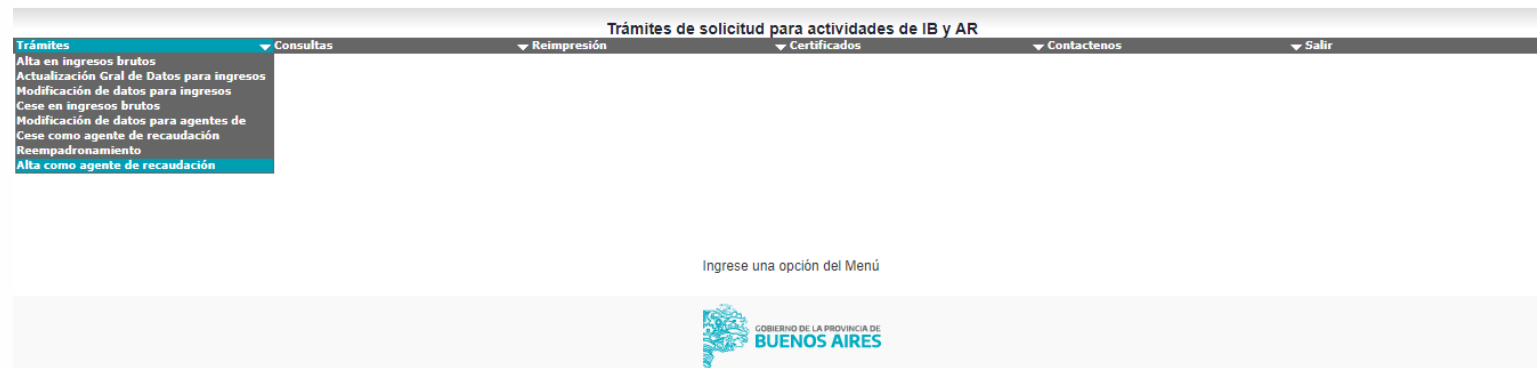 Trámites de solicitud para actividades de IB y AR
Trámites Consultas Reimpresión Certificados Contactenos Salir
Alta en ingresos brutos
Actualización Gral de Datos para ingresos
Modificación de datos para ingresos
Cese en ingresos brutos
Modificación de datos para agentes de
Cese como agente de recaudación
Reempadronamiento
Alta como agente de recaudación
Ingrese una opción del Menú
GOBIERNO DE LA PROVINCIA DE
BUENOS AIRES